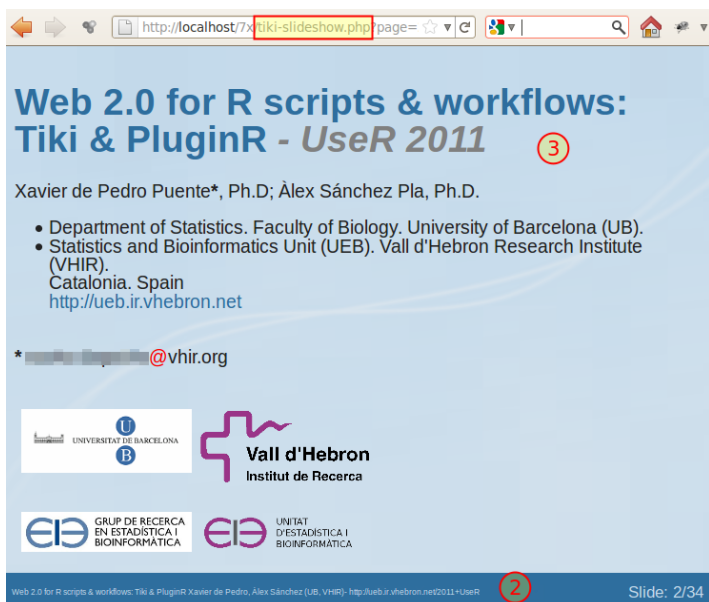 http://localhost/7x/tiki-slideshow.php?page=
Web 2.0 for R scripts & workflows:
Tiki & PluginR - UseR 2011
3
Xavier de Pedro Puente*, Ph.D; Àlex Sánchez Pla, Ph.D.
• Department of Statistics. Faculty of Biology. University of Barcelona (UB).
• Statistics and Bioinformatics Unit (UEB). Vall d'Hebron Research Institute
(VHIR).
Catalonia. Spain
http://ueb.ir.vhebron.net
* @vhir.org
U
UNIVERSITAT DE BARCELONA
B
Vall d'Hebron
Institut de Recerca
GRUP DE RECERCA
EN ESTADÍSTICA I
BIOINFORMÀTICA
UNITAT
D'ESTADÍSTICA I
BIOINFORMÀTICA
Web 2.0 for R scripts & workflows: Tiki & PluginR Xavier de Pedro, Àlex Sánchez (UB, VHIR)- http://ueb.ir.vhebron.net/2011+UseR
2
Slide: 2/34